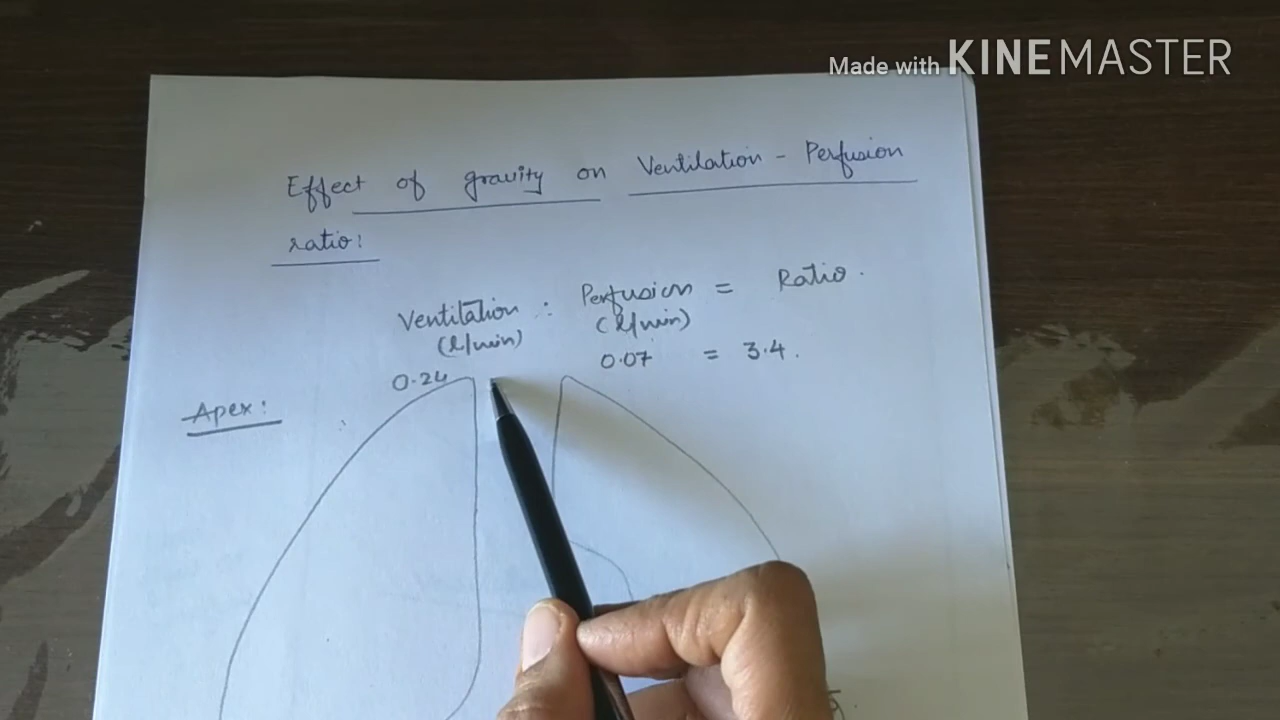 Made with KINEMASTER
Effect of gravity on Ventilation - Perfusion
ratio:
Ventilation : Perfusion = Ratio.
(l/min) (l/min)
0.24 0.07 = 3.4.
Apex: